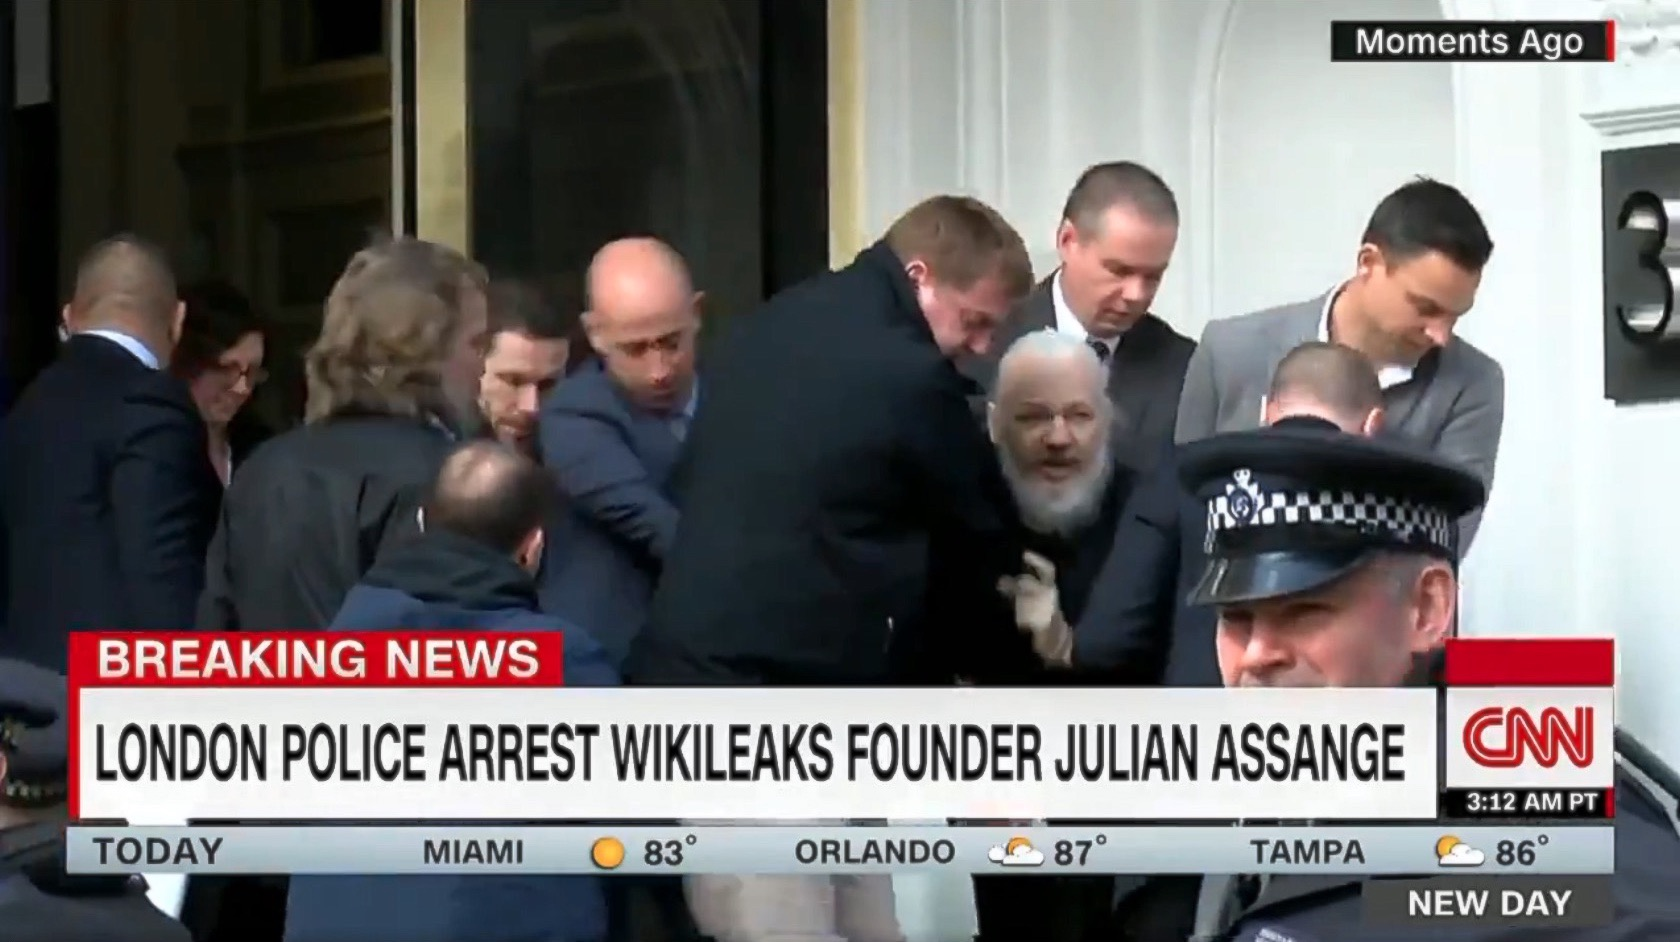 Moments Ago
3
BREAKING NEWS
LONDON POLICE ARREST WIKILEAKS FOUNDER JULIAN ASSANGE
CNN
3:12 AM PT
TODAY MIAMI 83° ORLANDO 87° TAMPA 86°
NEW DAY